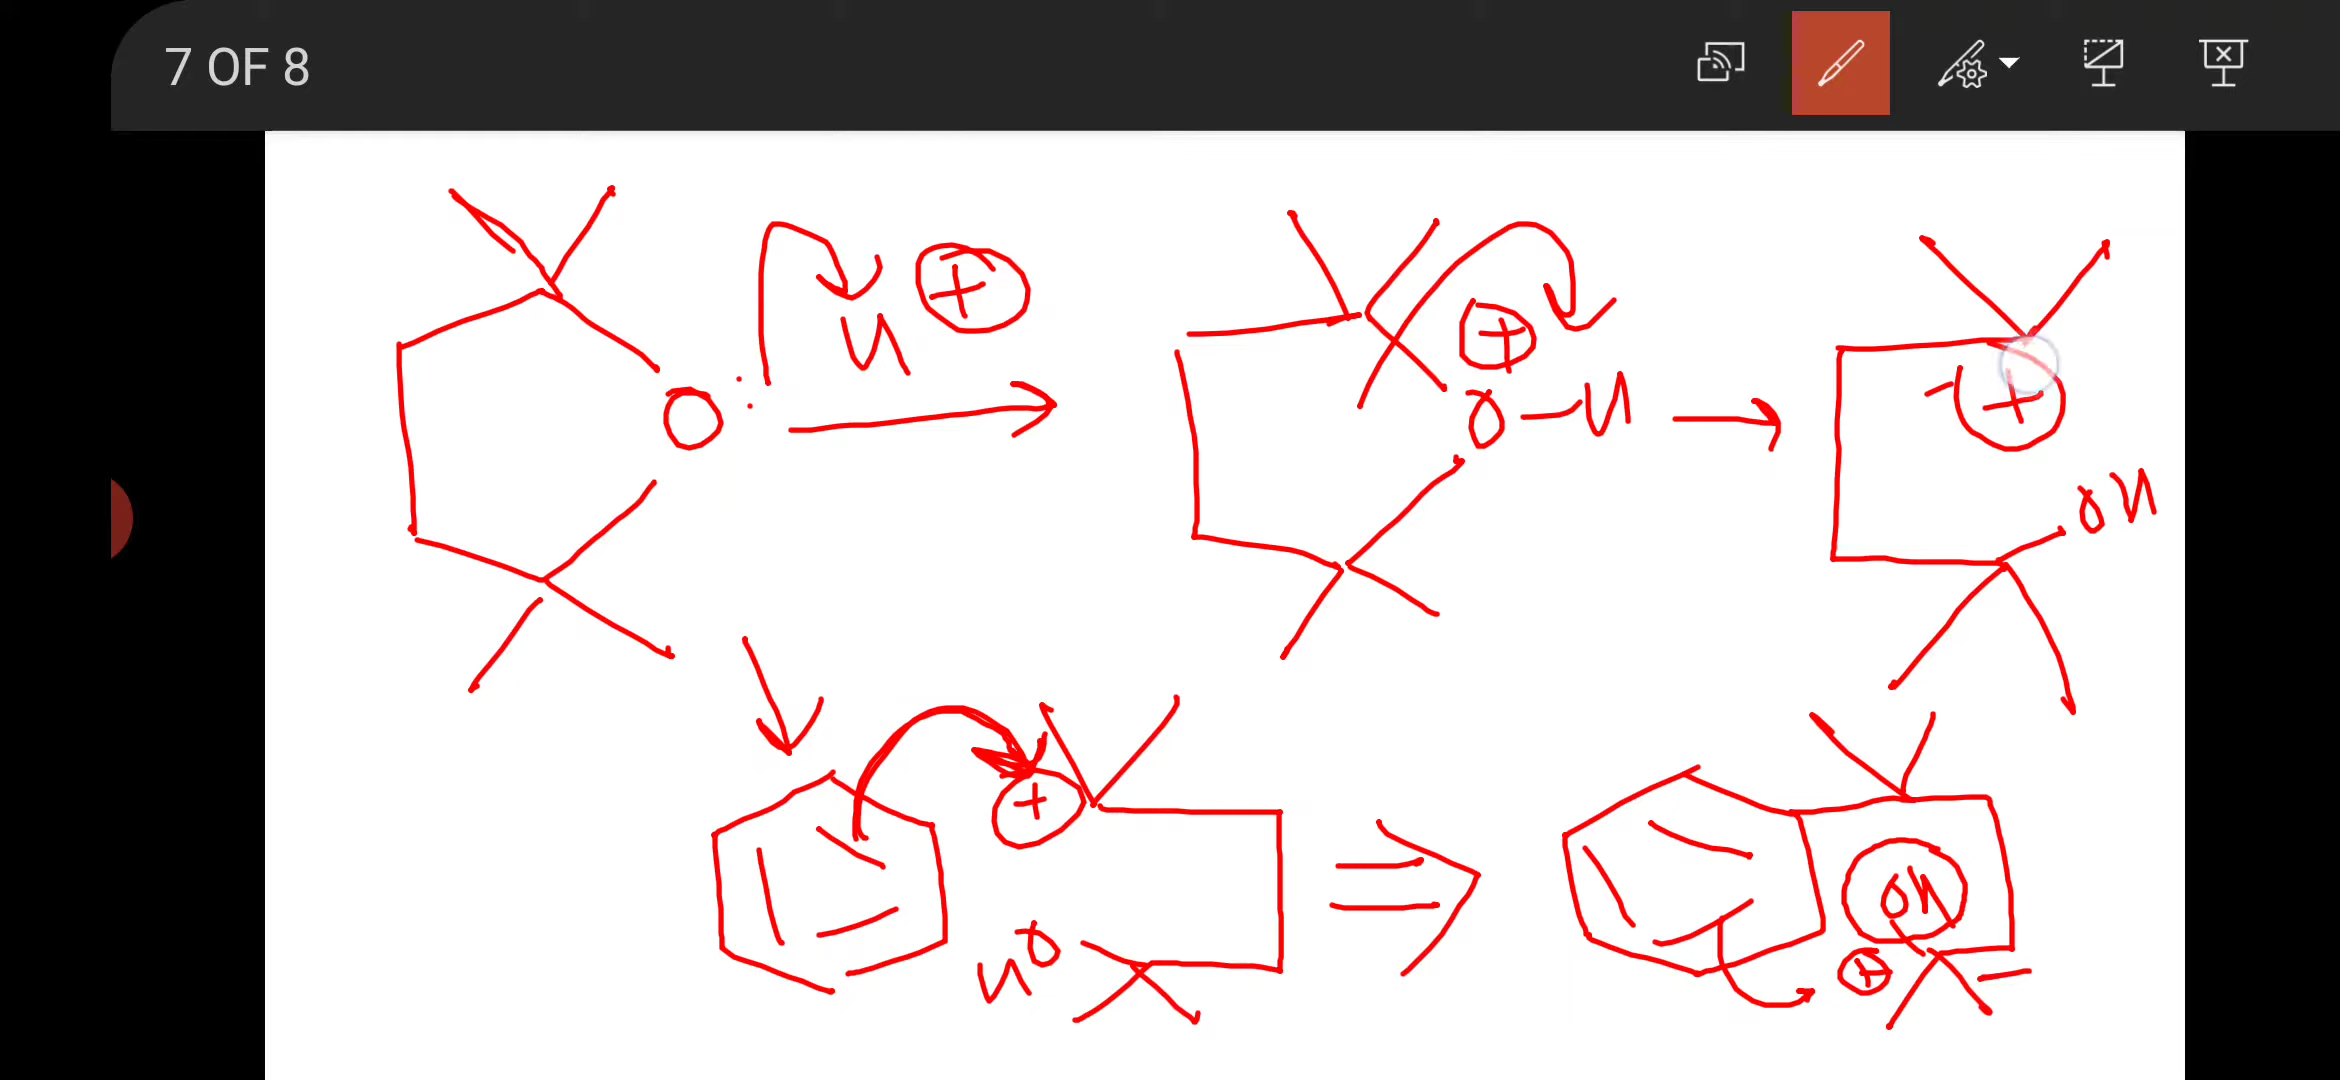 7 OF 8
H +
+
O :
O - H
+
OH
+
OH
HO
+